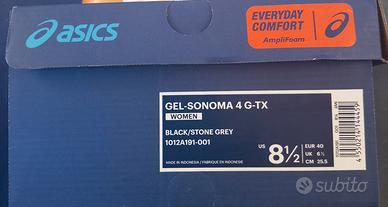 asics
EVERYDAY
COMFORT
AmpliFoam
GEL-SONOMA 4 G-TX
WOMEN
BLACK/STONE GREY
1012A191-001
MADE IN INDONESIA / FABRIQUÉ EN INDONÉSIE
US 8½
EUR 40
UK 6½
CM 25.5
subito